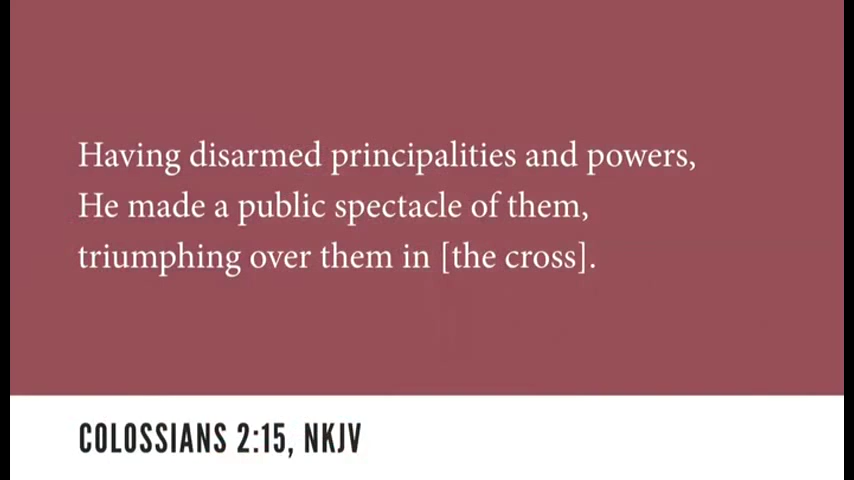 Having disarmed principalities and powers,
He made a public spectacle of them,
triumphing over them in [the cross].
COLOSSIANS 2:15, NKJV